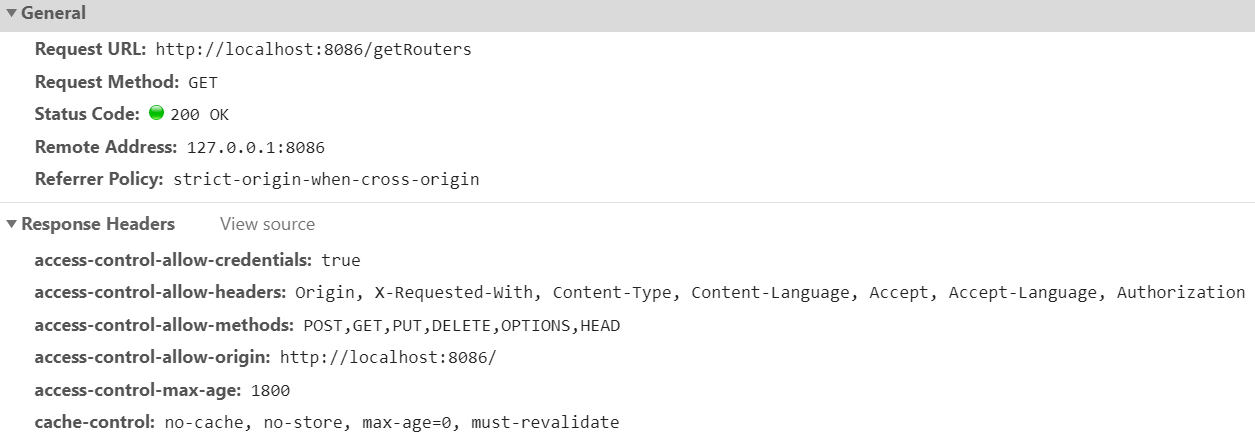 General
Request URL: http://localhost:8086/getRouters
Request Method: GET
Status Code: 200 OK
Remote Address: 127.0.0.1:8086
Referrer Policy: strict-origin-when-cross-origin
Response Headers View source
access-control-allow-credentials: true
access-control-allow-headers: Origin, X-Requested-With, Content-Type, Content-Language, Accept, Accept-Language, Authorization
access-control-allow-methods: POST,GET,PUT,DELETE,OPTIONS,HEAD
access-control-allow-origin: http://localhost:8086/
access-control-max-age: 1800
cache-control: no-cache, no-store, max-age=0, must-revalidate